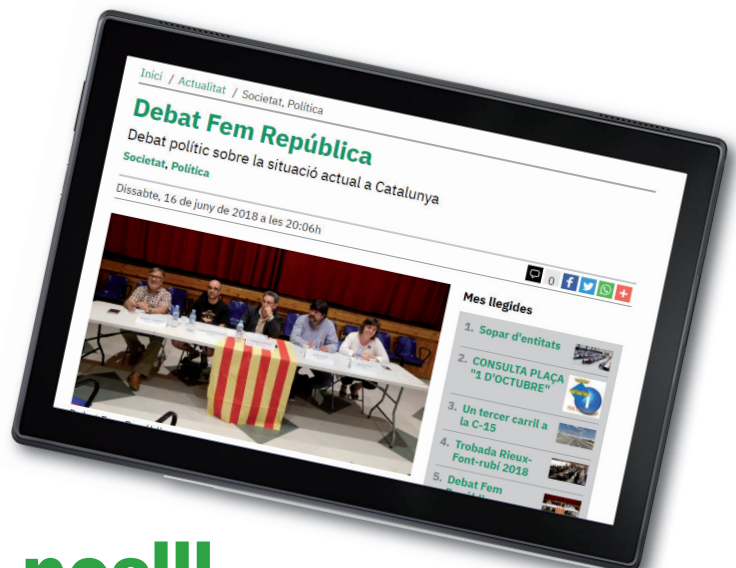 Inici / Actualitat / Societat, Política
Debat Fem República
Debat polític sobre la situació actual a Catalunya
Societat, Política
Dissabte, 16 de juny de 2018 a les 20:06h
0
Mes llegides
1. Sopar d'entitats
2. CONSULTA PLAÇA
"1 D'OCTUBRE"
3. Un tercer carril a
la C-15
4. Trobada Rieux-
Font-rubí 2018
5. Debat Fem